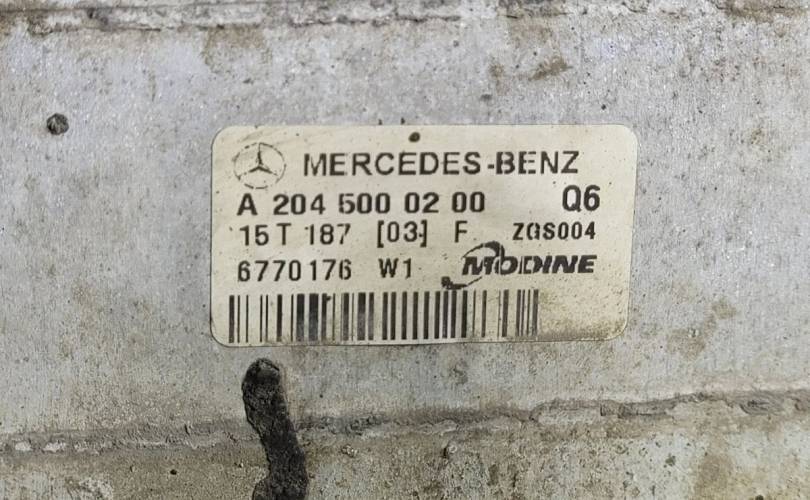 MERCEDES-BENZ
A 204 500 02 00 Q6
15 T 187 [03] F ZGS004
6770176 W1 MODINE